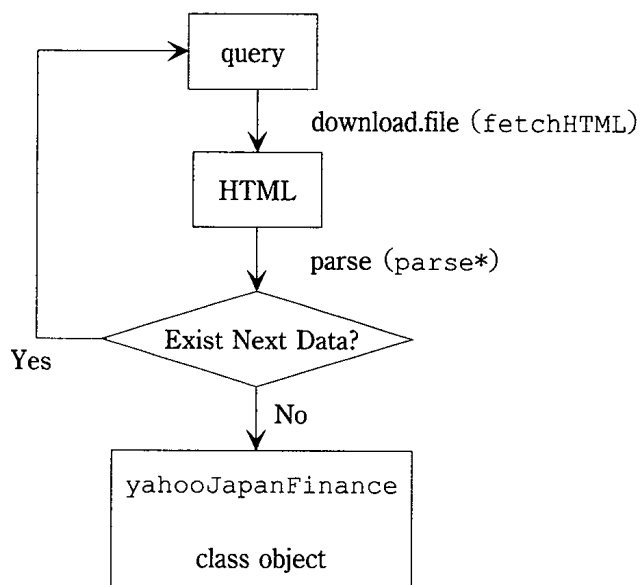 query
download.file (fetchHTML)
HTML
parse (parse*)
Exist Next Data?
Yes
No
yahooJapanFinance
class object